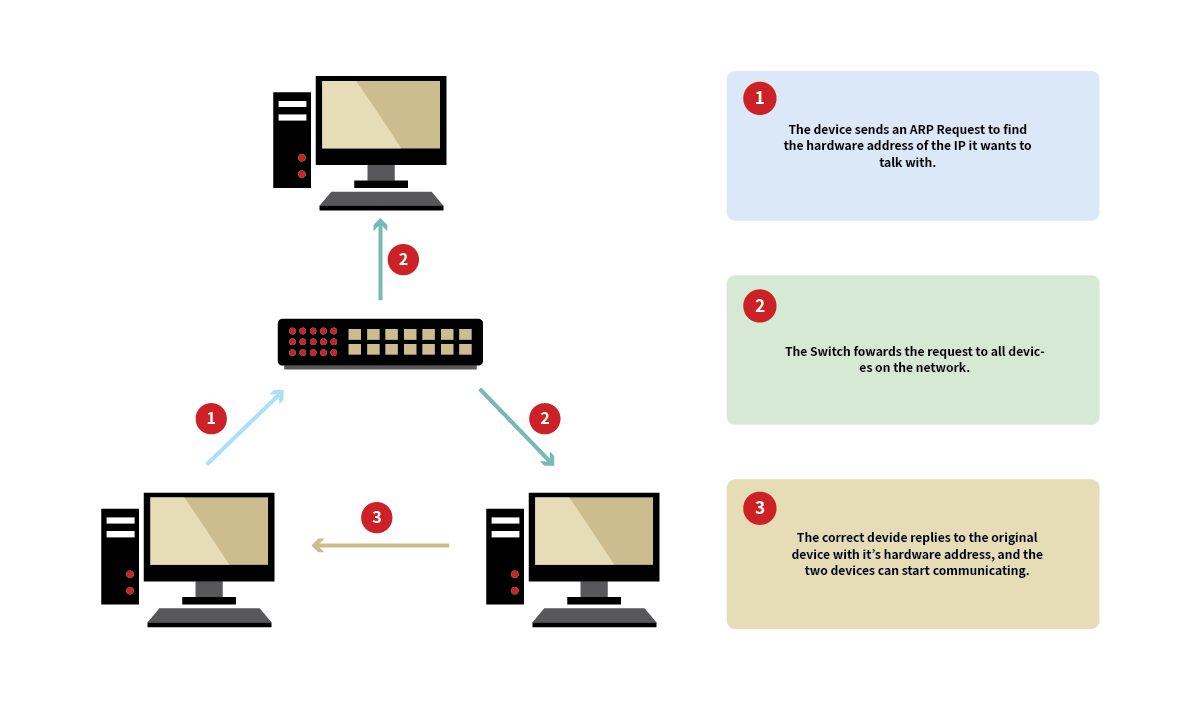 2
1
2
3
1
The device sends an ARP Request to find
the hardware address of the IP it wants to
talk with.
2
The Switch fowards the request to all devic-
es on the network.
3
The correct devide replies to the original
device with it’s hardware address, and the
two devices can start communicating.